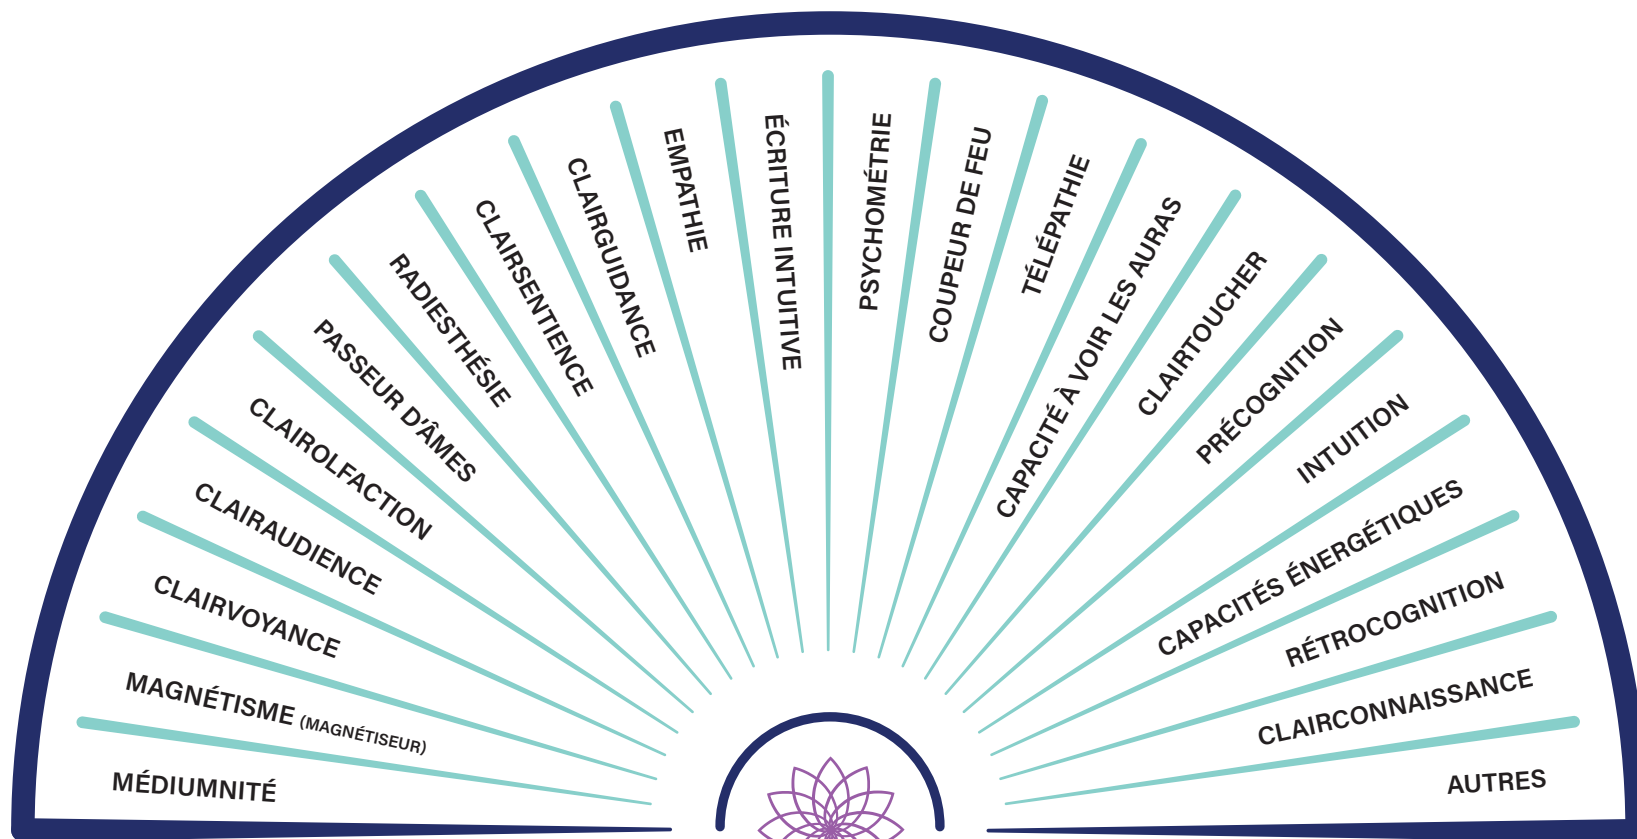 MÉDIUMNITÉ
MAGNÉTISME (MAGNÉTISEUR)
CLAIRVOYANCE
CLAIRAUDIENCE
CLAIROLFACTION
PASSEUR D'ÂMES
RADIESTHÉSIE
CLAIRSENTIENCE
CLAIRGUIDANCE
EMPATHIE
ÉCRITURE INTUITIVE
PSYCHOMÉTRIE
COUPEUR DE FEU
TÉLÉPATHIE
CAPACITÉ À VOIR LES AURAS
CLAIRTOUCHER
PRÉCOGNITION
INTUITION
CAPACITÉS ÉNERGÉTIQUES
RÉTROCOGNITION
CLAIRCONNAISSANCE
AUTRES